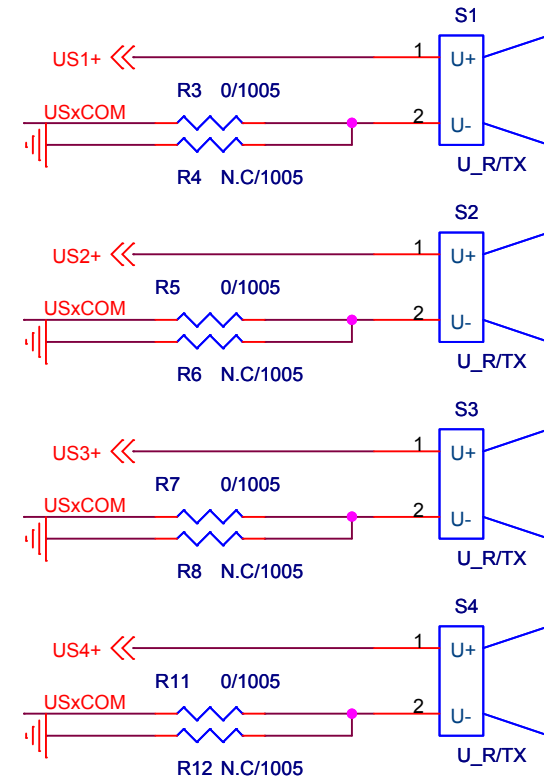 S1
US1+ 1 U+
R3 0/1005
USxCOM 2 U-
R4 N.C/1005 U_R/TX
S2
US2+ 1 U+
R5 0/1005
USxCOM 2 U-
R6 N.C/1005 U_R/TX
S3
US3+ 1 U+
R7 0/1005
USxCOM 2 U-
R8 N.C/1005 U_R/TX
S4
US4+ 1 U+
R11 0/1005
USxCOM 2 U-
R12 N.C/1005 U_R/TX